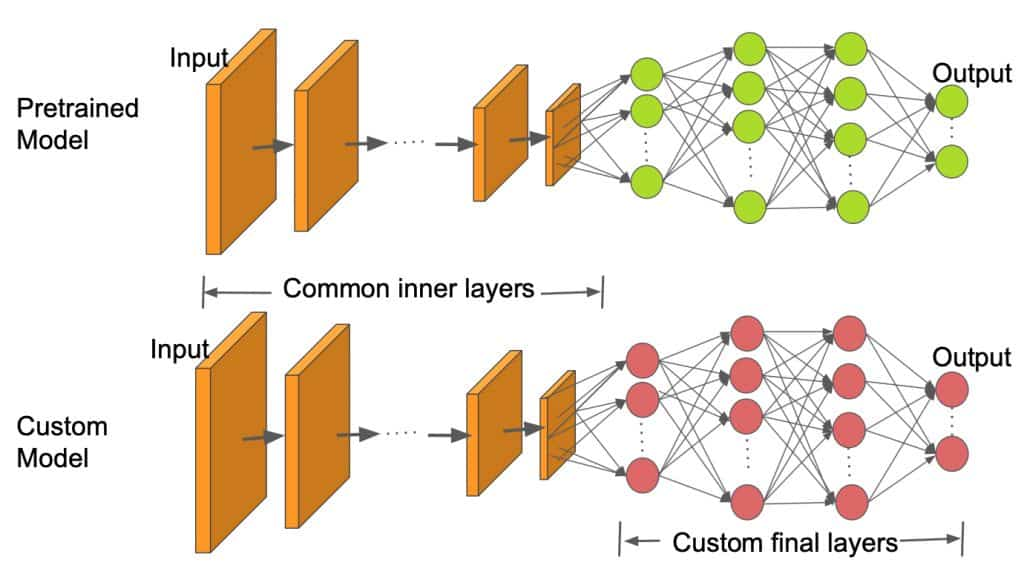 Input
Output
Pretrained
Model
Common inner layers
Input
Output
Custom
Model
Custom final layers